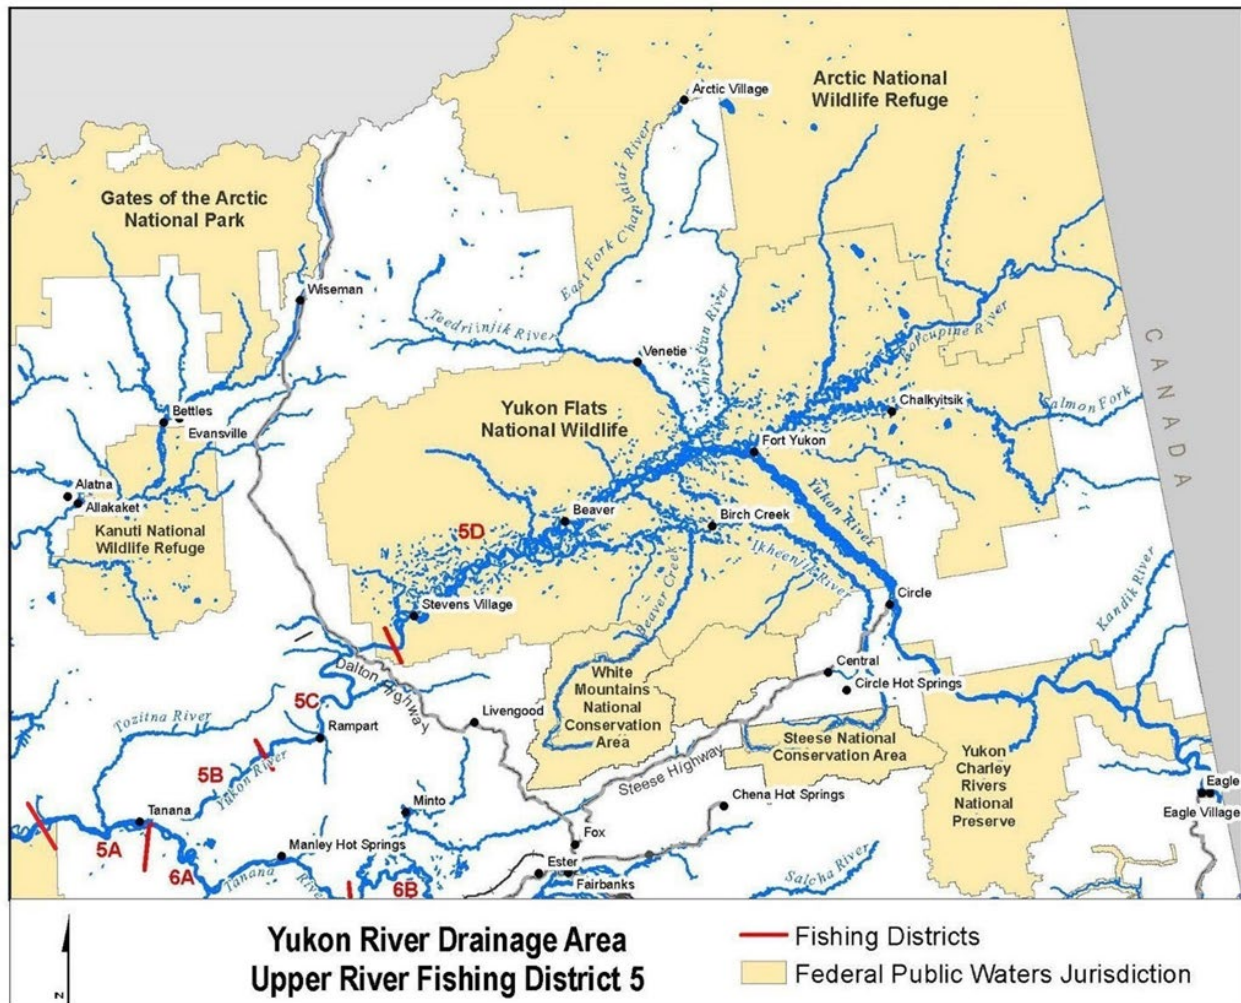 Arctic Village
Arctic National
Wildlife Refuge
Gates of the Arctic
National Park
East Fork Chandalar River
Wiseman
Teedriinjik River
Christian River
Porcupine River
CANADA
Venetie
Bettles
Evansville
Yukon Flats
National Wildlife
Chalkyitsik
Salmon Fork
Fort Yukon
Alatna
Allakaket
Kanuti National
Wildlife Refuge
Beaver
Birch Creek
Yukon River
5D
Beaver Creek
Ikheenjik River
Stevens Village
Circle
Kandik River
Dalton Highway
White
Mountains
National
Conservation
Area
Central
Circle Hot Springs
5C
Tozitna River
Rampart
Livengood
Steese National
Conservation Area
Yukon
Charley
Rivers
National
Preserve
Steese Highway
5B
Yukon River
Eagle
Eagle Village
Tanana
Minto
Chena Hot Springs
5A
Manley Hot Springs
Fox
6A
Tanana River
6B
Ester
Fairbanks
Salcha River
N
Yukon River Drainage Area
Upper River Fishing District 5
Fishing Districts
Federal Public Waters Jurisdiction